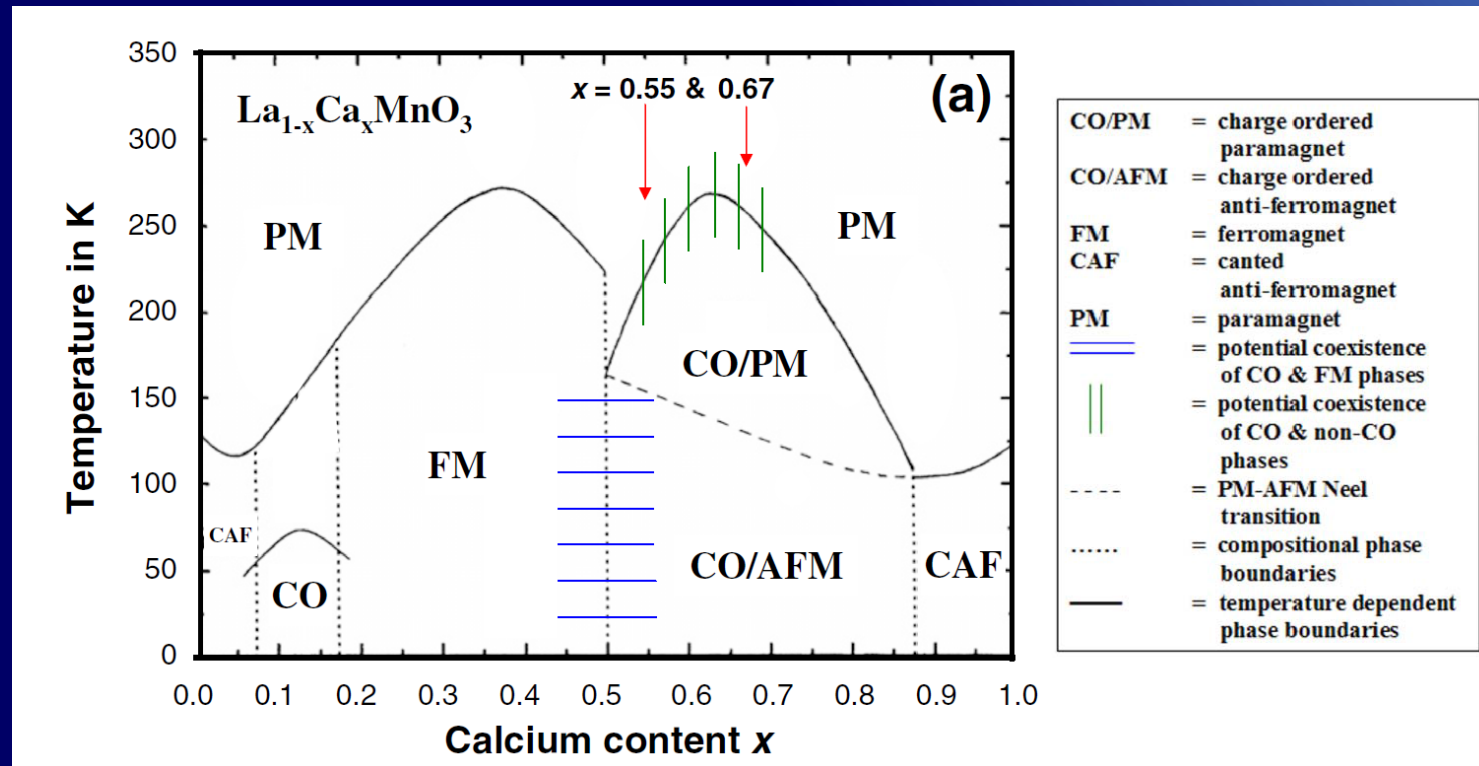 350
300
250
200
150
100
50
0
Temperature in K
La1-xCaxMnO3
x = 0.55 & 0.67
(a)
PM
PM
CO/PM
FM
CAF
CO
CO/AFM
CAF
0.0 0.1 0.2 0.3 0.4 0.5 0.6 0.7 0.8 0.9 1.0
Calcium content x
CO/PM = charge ordered
paramagnet
CO/AFM = charge ordered
anti-ferromagnet
FM = ferromagnet
CAF = canted
anti-ferromagnet
PM = paramagnet
= potential coexistence
of CO & FM phases
= potential coexistence
of CO & non-CO
phases
= PM-AFM Neel
transition
= compositional phase
boundaries
= temperature dependent
phase boundaries